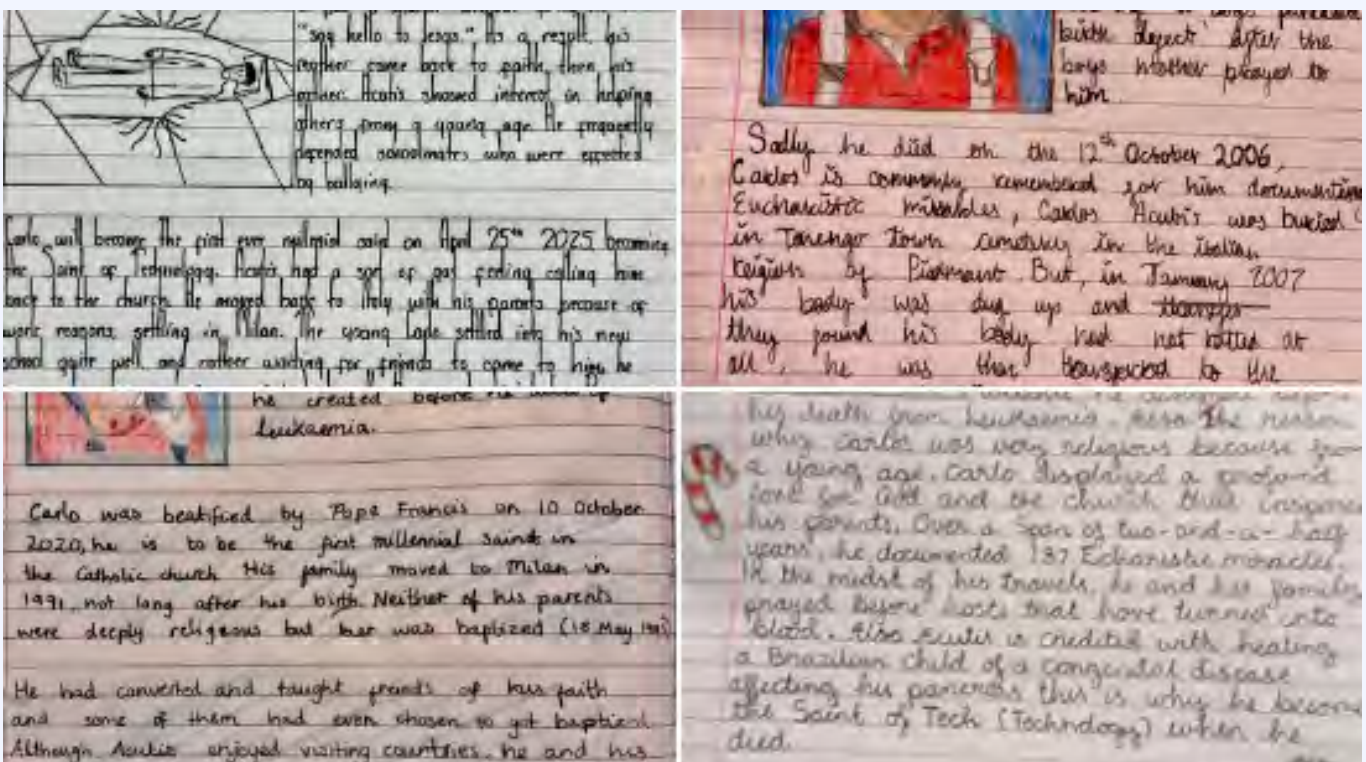 "say hello to Jesus." As a result, his
mother came back to faith, then his
father. Acutis showed interest in helping
others from a young age. He frequently
defended schoolmates who were effected
by bullying.
Carlo will become the first ever millenial saint on April 25th 2025 becoming
the Saint of Technology. Acutis had a sort of gas feeling calling him
back to the church. He moved back to Italy with his parents because of
work reasons, settling in Milan. The young Carlo settled into his new
school quite well and rather waiting for friends to come to him, he
birth defect after the
boys mother prayed to
him.
Sadly he died on the 12th October 2006,
Carlos is commonly remembered for him documenting
Eucharistic mirables, Carlos Acutis was buried
in Tarengo town cemetery in the italian
reigion by Piermount. But, in January 2007
his body was dug up and
they found his body had not rotted at
all, he was then transpected to the
he created before he
leukaemia.
Carlo was beatified by Pope Francis on 10 October
2020, he is to be the first millennial saint in
the Catholic church His family moved to Milan in
1991, not long after his birth. Neither of his parents
were deeply religeous but was baptized (18 May 1991)
He had converted and taught freinds of his faith
and some of them had even chosen to get baptized.
Although Acutis enjoyed visiting countries, he and his
his death from Leukaemia. Also The reason
why Carlos was very religious because from
a young age, Carlo displayed a profound
love for God and the church that inspired
his parents. Over a span of two-and-a-half
years, he documented 137 Echaristic miracles.
In the midst of his travels, he and his family
prayed before hosts that have turned into
blood. Also Acutis is credited with healing
a Brazilian child of a congenital disease
affecting his pancreas this is why he become
the Saint of Tech (Technology) when he
died.